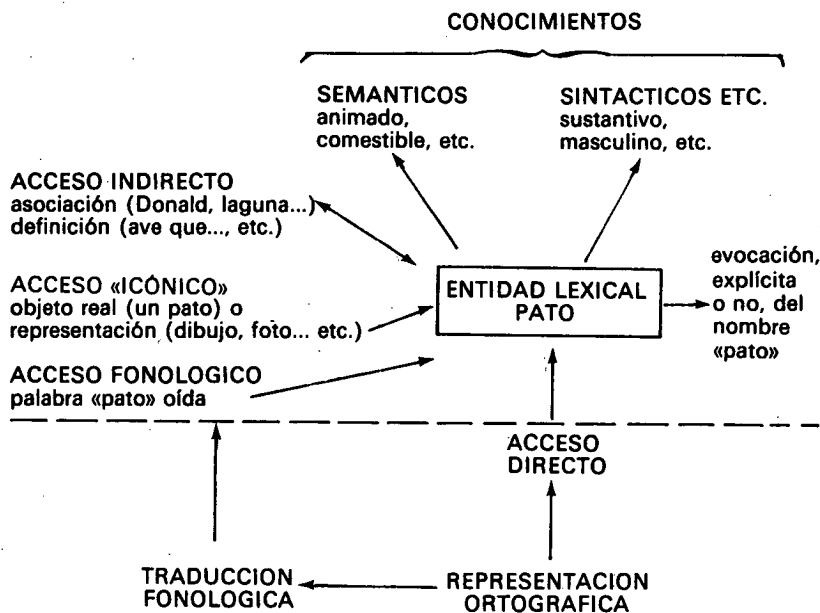 CONOCIMIENTOS
SEMANTICOS
animado,
comestible, etc.
SINTACTICOS ETC.
sustantivo,
masculino, etc.
ACCESO INDIRECTO
asociación (Donald, laguna...)
definición (ave que..., etc.)
ACCESO «ICÓNICO»
objeto real (un pato) o
representación (dibujo, foto... etc.)
ACCESO FONOLOGICO
palabra «pato» oída
ENTIDAD LEXICAL
PATO
evocación,
explícita
o no, del
nombre
«pato»
ACCESO
DIRECTO
TRADUCCION
FONOLOGICA
REPRESENTACION
ORTOGRAFICA